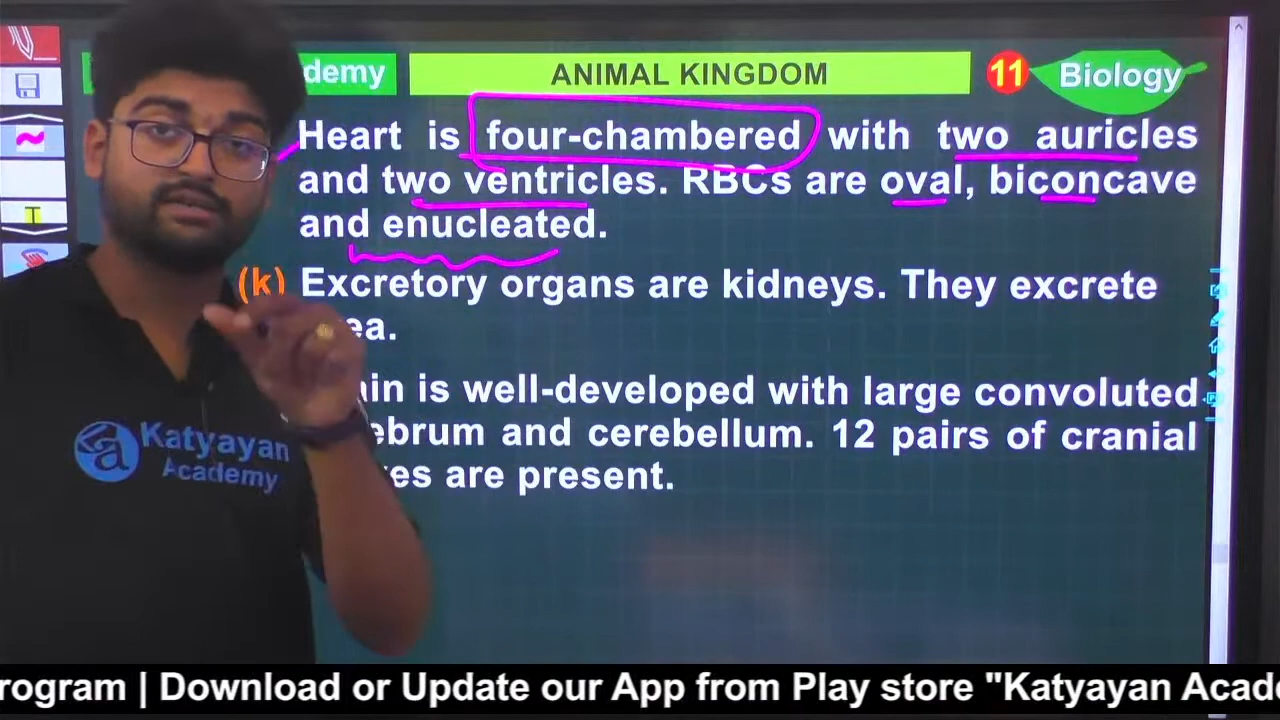 demy
ANIMAL KINGDOM
11 Biology
Heart is four-chambered with two auricles
and two ventricles. RBCs are oval, biconcave
and enucleated.
(k) Excretory organs are kidneys. They excrete
ea.
ain is well-developed with large convoluted
ebrum and cerebellum. 12 pairs of cranial
es are present.
T
Katyayan
Academy
rogram | Download or Update our App from Play store "Katyayan Acade